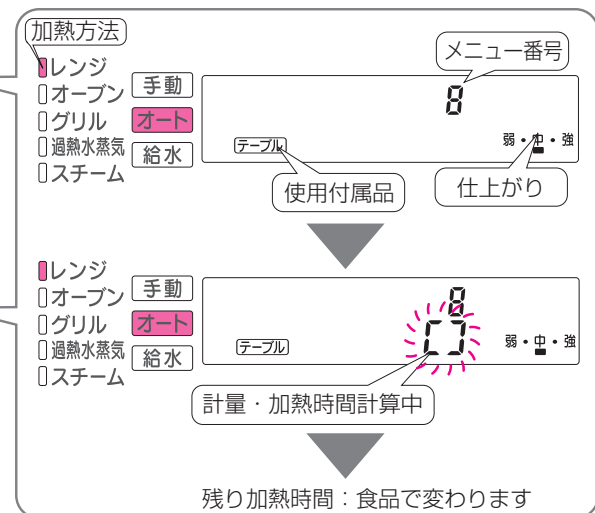 加熱方法
レンジ
オーブン
グリル
過熱水蒸気
スチーム
手動
オート
給水
メニュー番号
8
弱・中・強
テーブル
使用付属品
仕上がり
レンジ
オーブン
グリル
過熱水蒸気
スチーム
手動
オート
給水
8
弱・中・強
テーブル
計量・加熱時間計算中
残り加熱時間：食品で変わります